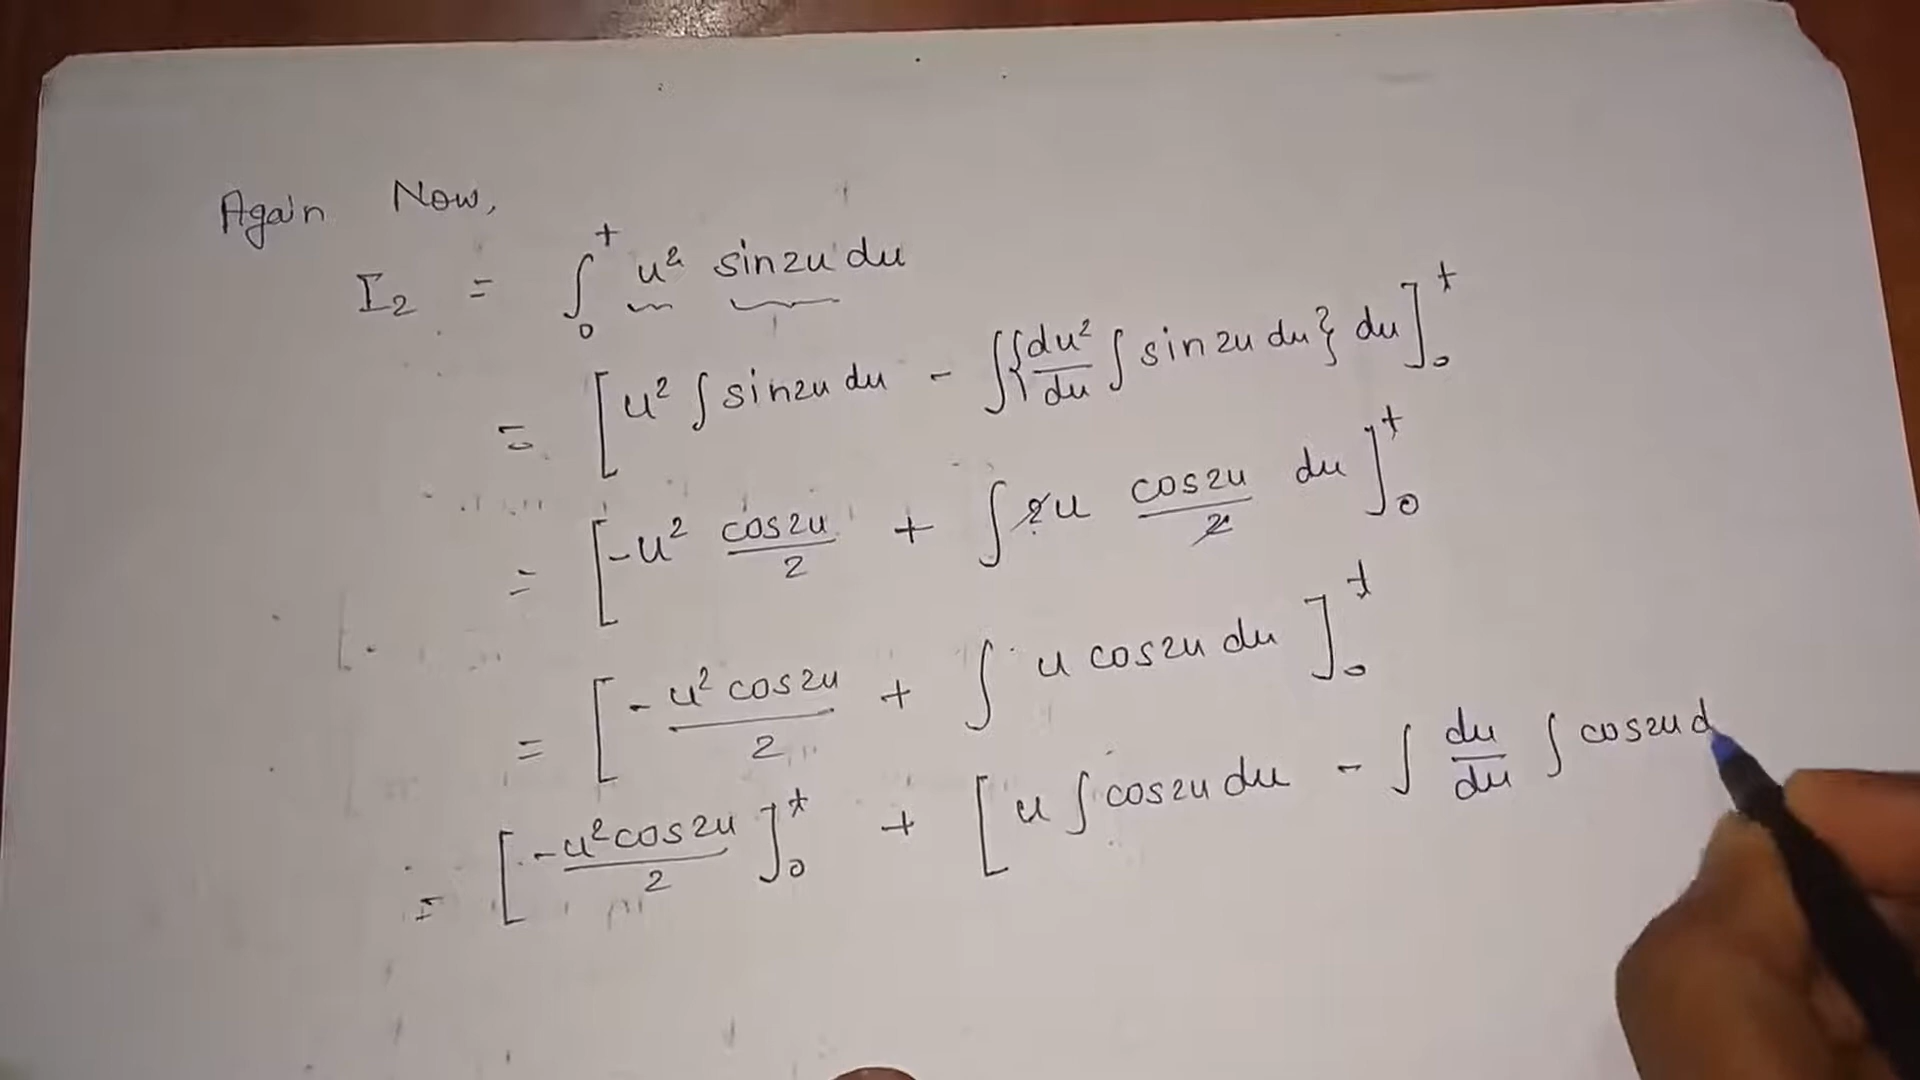 Again Now,
I₂ = ∫₀ᵗ u² sin2u du
= [u² ∫ sin2u du - ∫{{du²/du ∫ sin 2u du} du]₀ᵗ
= [-u² cos2u/2 + ∫ 2u cos2u/2 du]₀ᵗ
= [-u² cos2u/2 + ∫ u cos2u du]₀ᵗ
= [-u² cos2u/2]₀ᵗ + [u ∫ cos2u du - ∫ du/du ∫ cos2u d